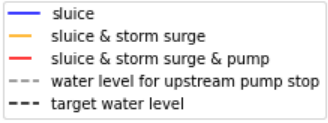 sluice
sluice & storm surge
sluice & storm surge & pump
water level for upstream pump stop
target water level